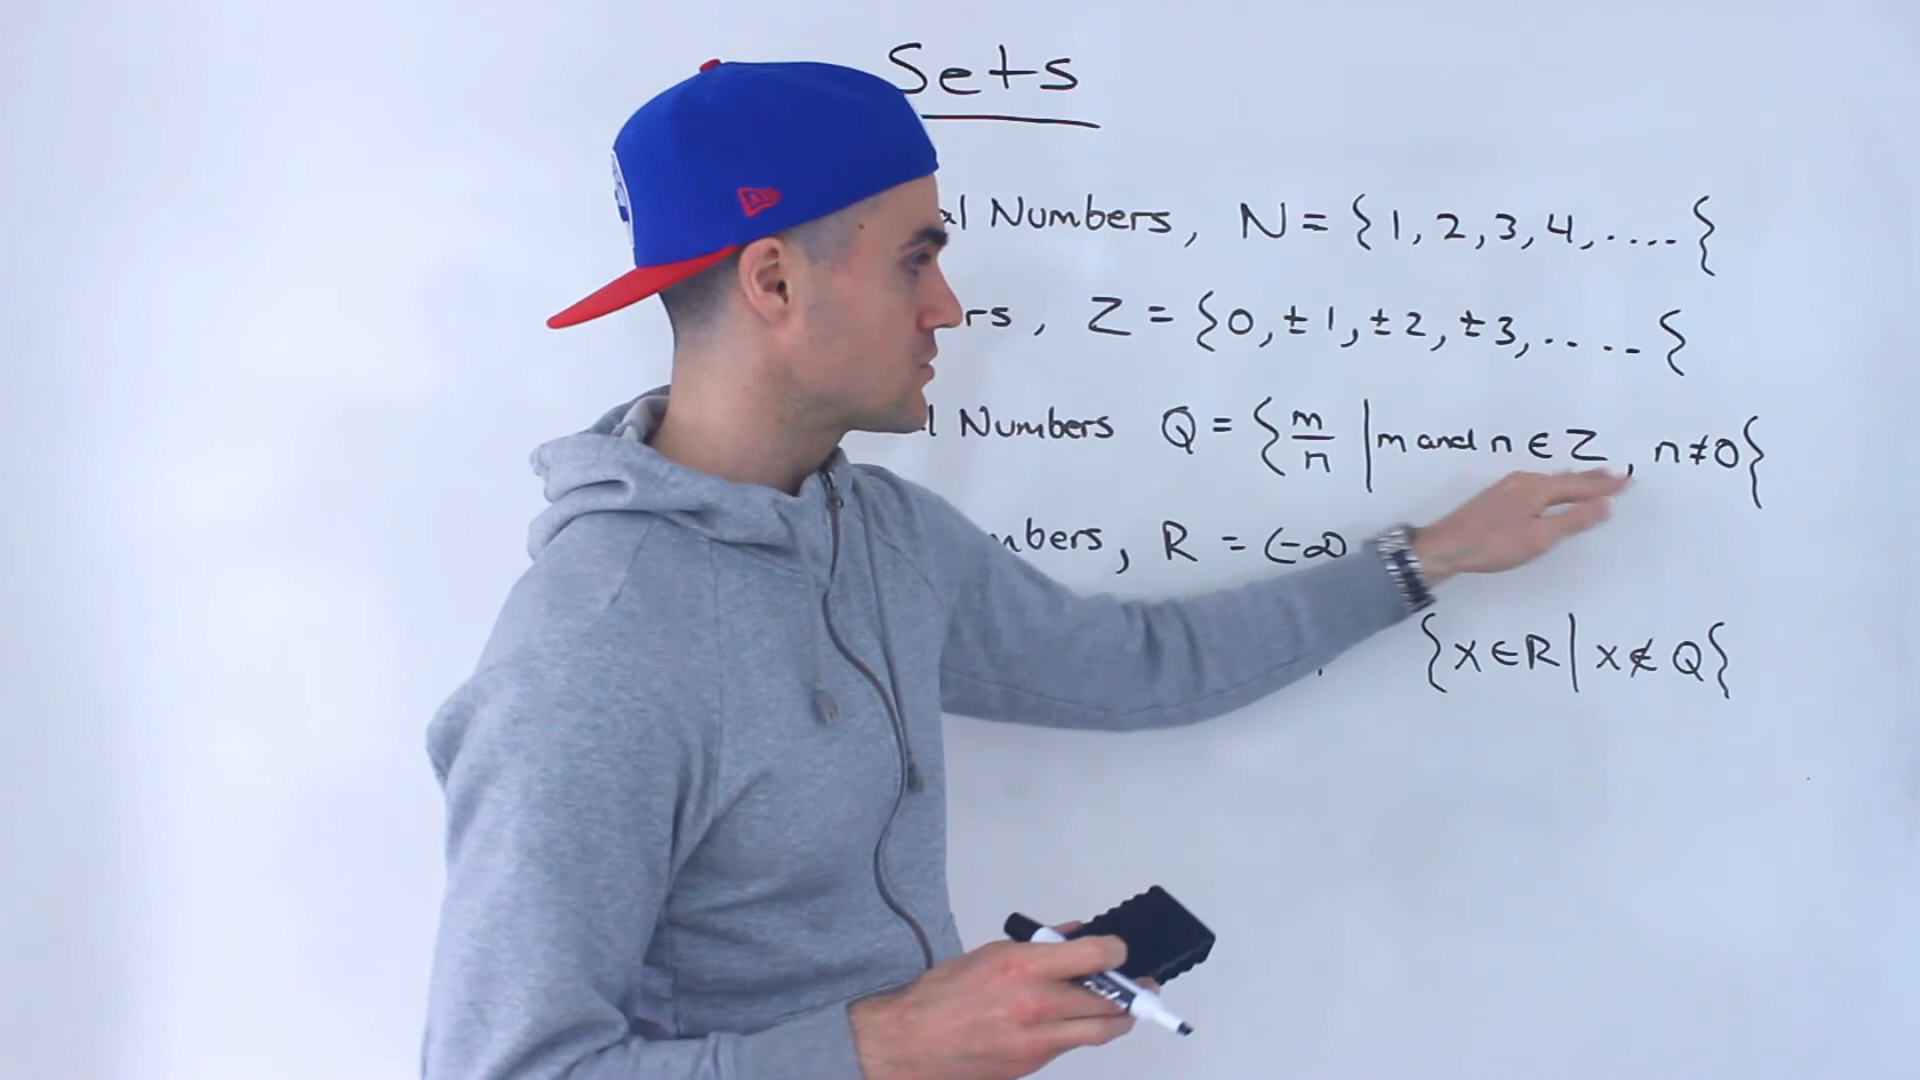 Sets
al Numbers, N = {1, 2, 3, 4, ....{
rs, Z = {0, ±1, ±2, ±3, ....{
l Numbers Q = {m/n | m and n ∈ Z, n ≠ 0}
mbers, R = (-∞
{x ∈ R | x ∉ Q}